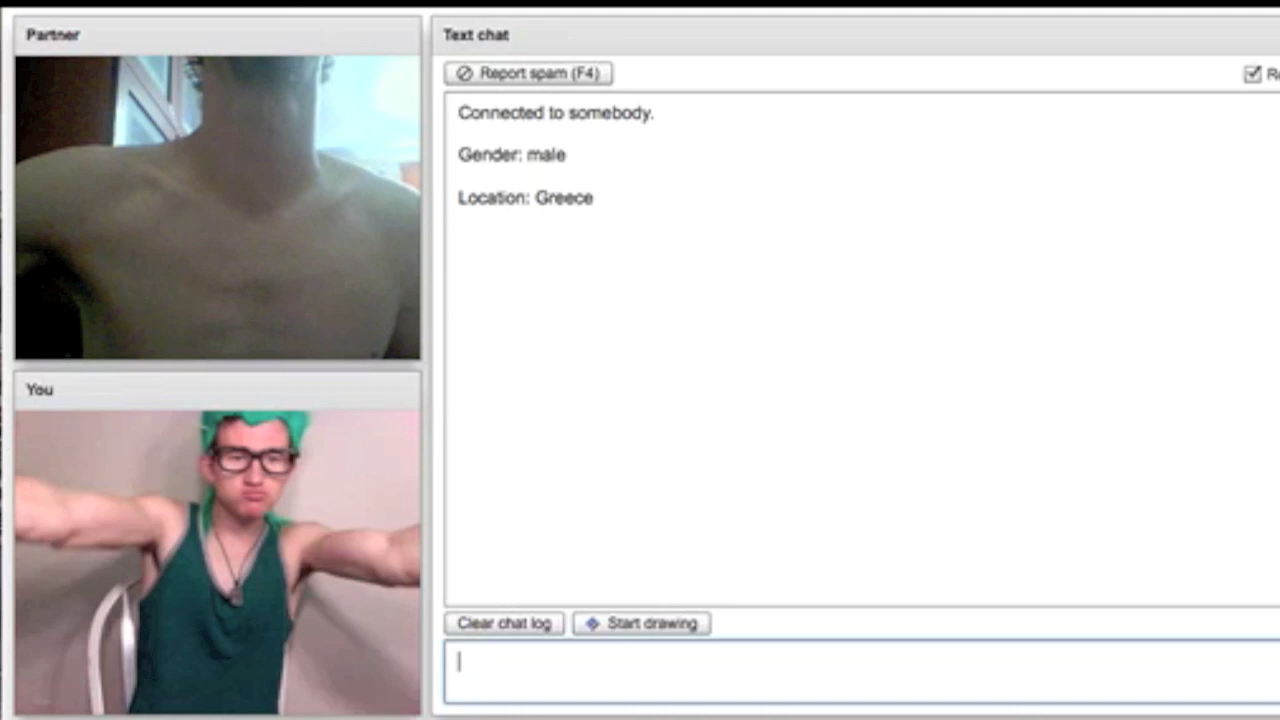 Partner
Text chat
Report spam (F4)
Connected to somebody.
Gender: male
Location: Greece
You
Clear chat log
Start drawing